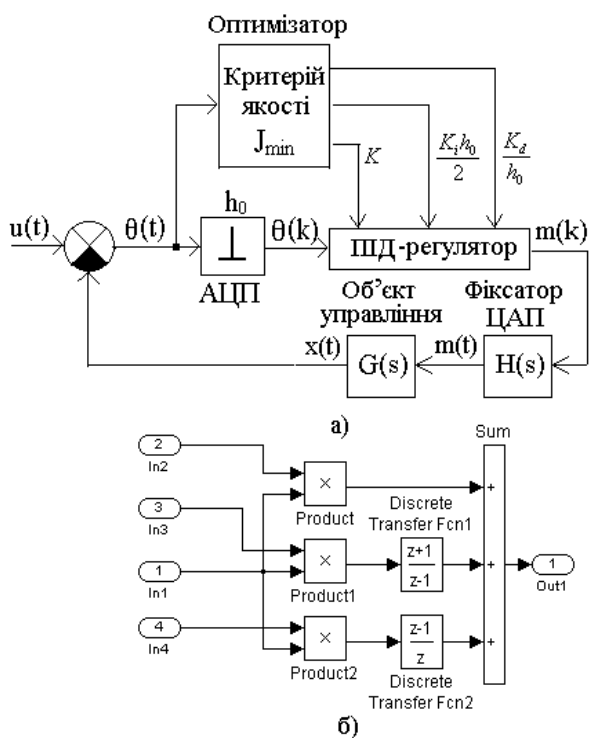 Оптимізатор
Критерій
якості
J_min
K
K_i h_0 / 2
K_d / h_0
u(t)
θ(t)
h_0
θ(k)
ПІД-регулятор
m(k)
АЦП
Об’єкт
управління
Фіксатор
ЦАП
x(t)
G(s)
m(t)
H(s)
а)
Sum
2
In2
×
Product
+
Discrete
Transfer Fcn1
3
In3
×
Product1
z+1
z-1
+
1
Out1
1
In1
4
In4
×
Product2
z-1
z
+
Discrete
Transfer Fcn2
б)